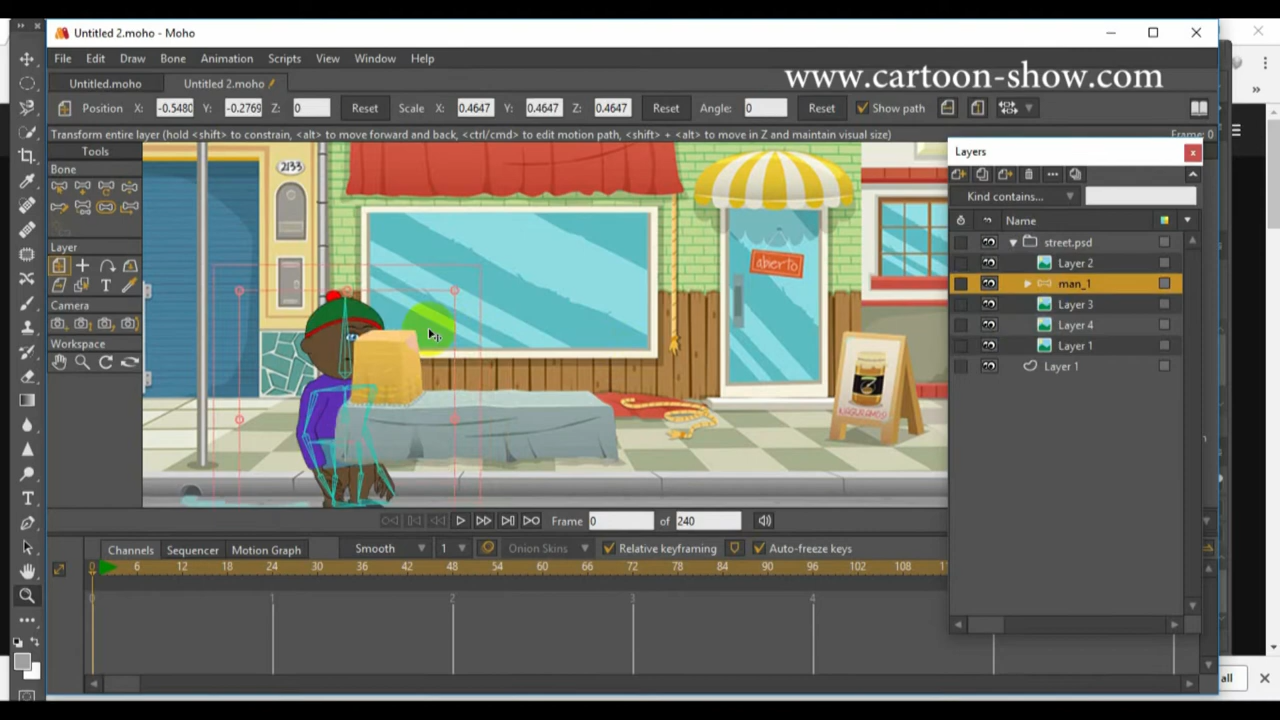 Untitled 2.moho - Moho
File Edit Draw Bone Animation Scripts View Window Help
www.cartoon-show.com
Untitled.moho Untitled 2.moho
Position X: -0.5480 Y: -0.2769 Z: 0 Reset Scale X: 0.4647 Y: 0.4647 Z: 0.4647 Reset Angle: 0 Reset Show path
Transform entire layer (hold <shift> to constrain, <alt> to move forward and back, <ctrl/cmd> to edit motion path, <shift> + <alt> to move in Z and maintain visual size) Frame: 0
Tools
Bone
Layer
Camera
Workspace
2133
abierto
Layers
Kind contains...
Name
street.psd
Layer 2
man_1
Layer 3
Layer 4
Layer 1
Layer 1
Frame 0 of 240
Channels Sequencer Motion Graph Smooth 1 Onion Skins Relative keyframing Auto-freeze keys
0 6 12 18 24 30 36 42 48 54 60 66 72 78 84 90 96 102 108
0 1 2 3 4
all